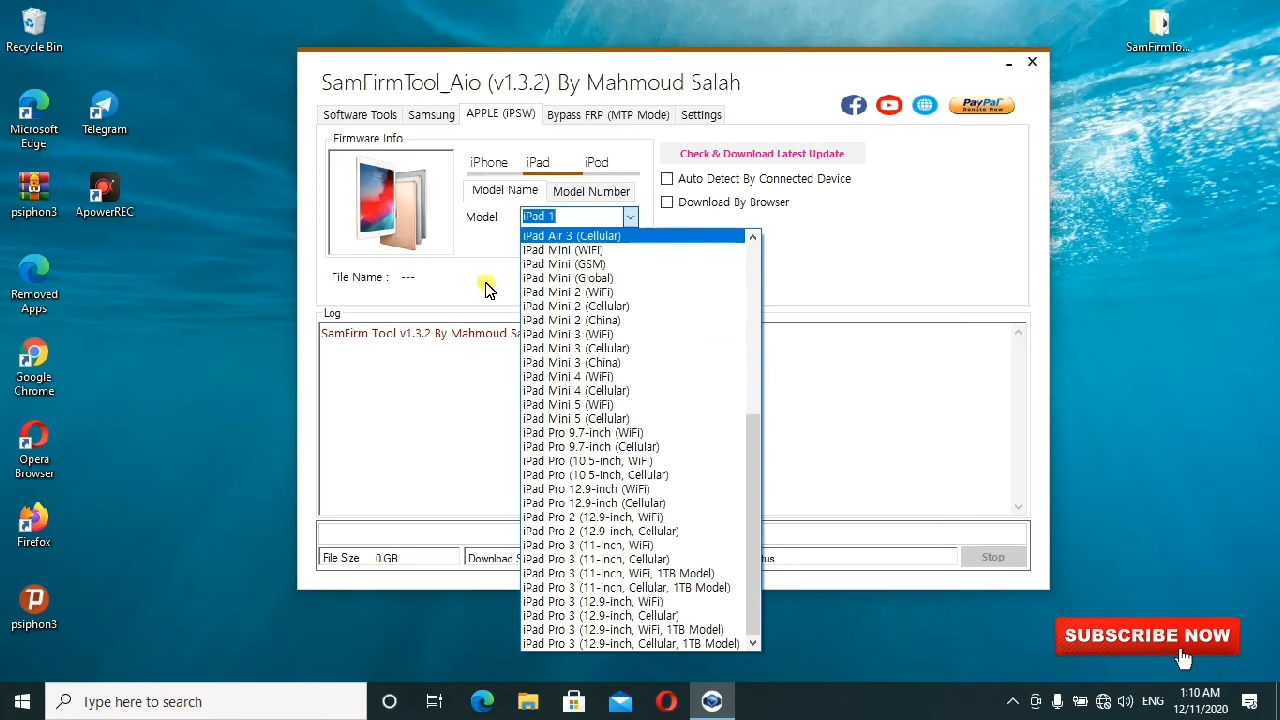 Recycle Bin
Microsoft
Edge
Telegram
psiphon3
ApowerREC
Removed
Apps
Google
Chrome
Opera
Browser
Firefox
psiphon3
SamFirmTo...
SamFirmTool_Aio (v1.3.2) By Mahmoud Salah
PayPal
Donate Now
Software Tools
Samsung
APPLE (iPSW)
Bypass FRP (MTP Mode)
Settings
Firmware Info
iPhone
iPad
iPod
Model Name
Model Number
Model
iPad 1
File Name :
---
Check & Download Latest Update
Auto Detect By Connected Device
Download By Browser
iPad Air 3 (Cellular)
iPad Mini (WiFi)
iPad Mini (GSM)
iPad Mini (Global)
iPad Mini 2 (WiFi)
iPad Mini 2 (Cellular)
iPad Mini 2 (China)
iPad Mini 3 (WiFi)
iPad Mini 3 (Cellular)
iPad Mini 3 (China)
iPad Mini 4 (WiFi)
iPad Mini 4 (Cellular)
iPad Mini 5 (WiFi)
iPad Mini 5 (Cellular)
iPad Pro 9.7-inch (WiFi)
iPad Pro 9.7-inch (Cellular)
iPad Pro (10.5-inch, WiFi)
iPad Pro (10.5-inch, Cellular)
iPad Pro 12.9-inch (WiFi)
iPad Pro 12.9-inch (Cellular)
iPad Pro 2 (12.9-inch, WiFi)
iPad Pro 2 (12.9-inch, Cellular)
iPad Pro 3 (11-inch, WiFi)
iPad Pro 3 (11-inch, Cellular)
iPad Pro 3 (11-inch, WiFi, 1TB Model)
iPad Pro 3 (11-inch, Cellular, 1TB Model)
iPad Pro 3 (12.9-inch, WiFi)
iPad Pro 3 (12.9-inch, Cellular)
iPad Pro 3 (12.9-inch, WiFi, 1TB Model)
iPad Pro 3 (12.9-inch, Cellular, 1TB Model)
Log
SamFirm Tool v1.3.2 By Mahmoud Sa
File Size
0 GB
Download S
tus
Stop
SUBSCRIBE NOW
Type here to search
ENG
1:10 AM
12/11/2020